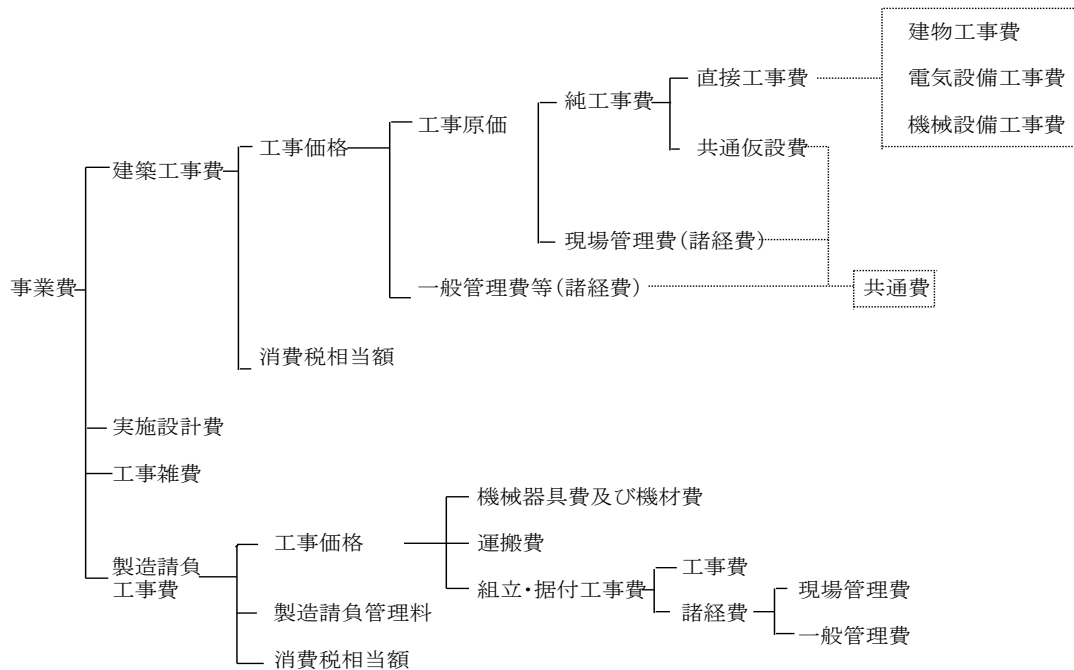 建物工事費
電気設備工事費
機械設備工事費
直接工事費
純工事費
共通仮設費
工事原価
工事価格
建築工事費
現場管理費(諸経費)
一般管理費等(諸経費)
共通費
事業費
消費税相当額
実施設計費
工事雑費
機械器具費及び機材費
工事価格
運搬費
製造請負
工事費
組立・据付工事費
工事費
諸経費
現場管理費
一般管理費
製造請負管理料
消費税相当額